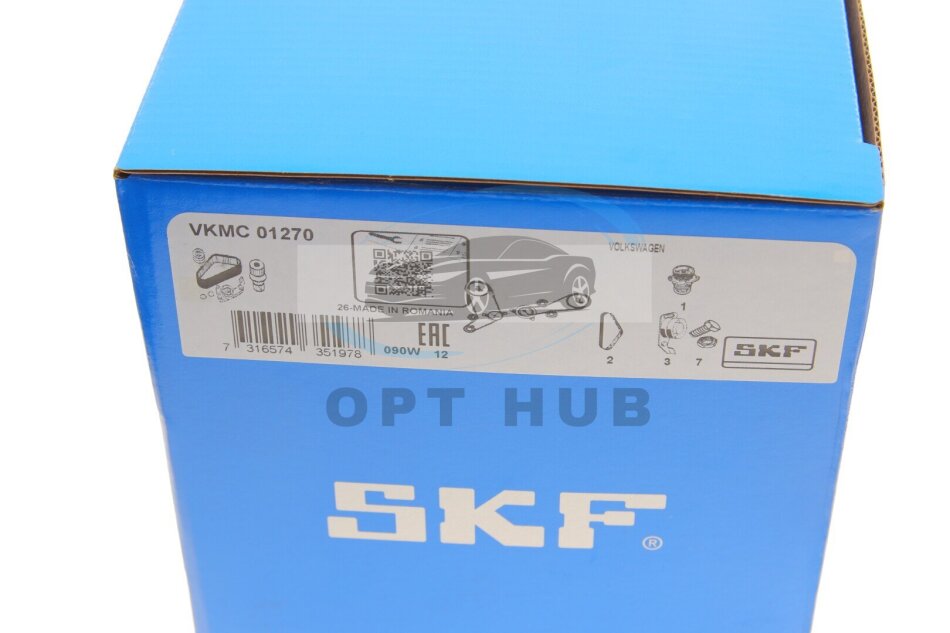 VKMC 01270
VOLKSWAGEN
26-MADE IN ROMANIA
1
2
3
7
SKF
7 316574 351978
090W 12
EAC
OPT HUB
SKF®